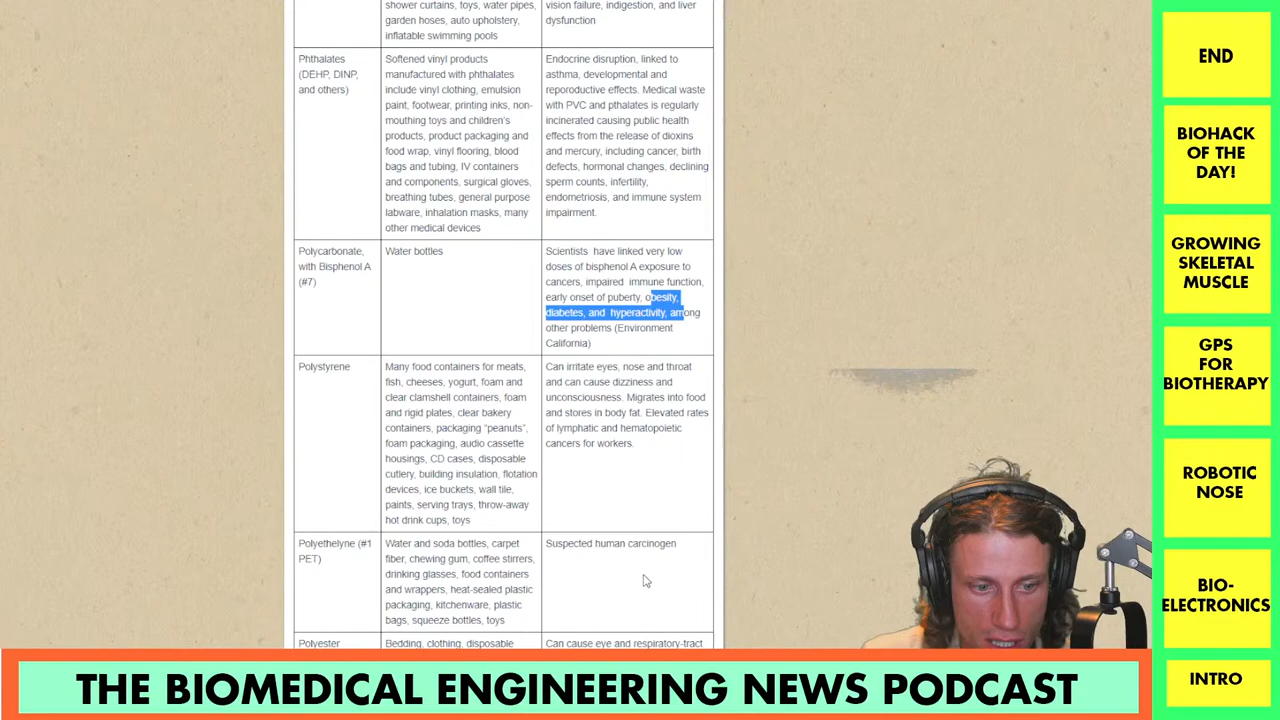 shower curtains, toys, water pipes,
garden hoses, auto upholstery,
inflatable swimming pools
vision failure, indigestion, and liver
dysfunction
Phthalates
(DEHP, DINP,
and others)
Softened vinyl products
manufactured with phthalates
include vinyl clothing, emulsion
paint, footwear, printing inks, non-
mouthing toys and children's
products, product packaging and
food wrap, vinyl flooring, blood
bags and tubing, IV containers
and components, surgical gloves,
breathing tubes, general purpose
labware, inhalation masks, many
other medical devices
Endocrine disruption, linked to
asthma, developmental and
reporoductive effects. Medical waste
with PVC and pthalates is regularly
incinerated causing public health
effects from the release of dioxins
and mercury, including cancer, birth
defects, hormonal changes, declining
sperm counts, infertility,
endometriosis, and immune system
impairment.
Polycarbonate,
with Bisphenol A
(#7)
Water bottles
Scientists have linked very low
doses of bisphenol A exposure to
cancers, impaired immune function,
early onset of puberty, obesity,
diabetes, and hyperactivity, among
other problems (Environment
California)
Polystyrene
Many food containers for meats,
fish, cheeses, yogurt, foam and
clear clamshell containers, foam
and rigid plates, clear bakery
containers, packaging "peanuts",
foam packaging, audio cassette
housings, CD cases, disposable
cutlery, building insulation, flotation
devices, ice buckets, wall tile,
paints, serving trays, throw-away
hot drink cups, toys
Can irritate eyes, nose and throat
and can cause dizziness and
unconsciousness. Migrates into food
and stores in body fat. Elevated rates
of lymphatic and hematopoietic
cancers for workers.
Polyethelyne (#1
PET)
Water and soda bottles, carpet
fiber, chewing gum, coffee stirrers,
drinking glasses, food containers
and wrappers, heat-sealed plastic
packaging, kitchenware, plastic
bags, squeeze bottles, toys
Suspected human carcinogen
Polyester
Bedding, clothing, disposable
Can cause eye and respiratory-tract
END
BIOHACK
OF THE
DAY!
GROWING
SKELETAL
MUSCLE
GPS
FOR
BIOTHERAPY
ROBOTIC
NOSE
BIO-
ELECTRONICS
INTRO
THE BIOMEDICAL ENGINEERING NEWS PODCAST